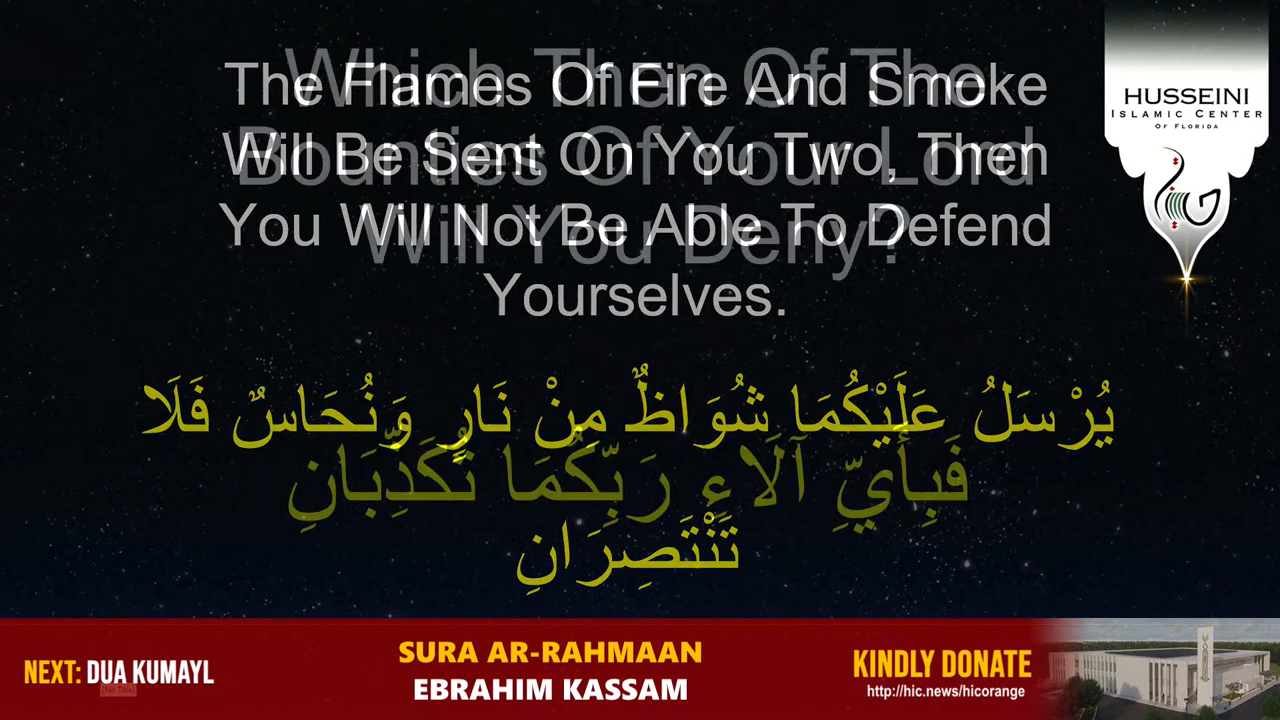 The Flames Of Fire And Smoke
Will Be Sent On You Two, Then
You Will Not Be Able To Defend
Yourselves.
Which Then Of The
Bounties Of Your Lord
Will You Deny?
يُرْسَلُ عَلَيْكُمَا شُوَاظٌ مِنْ نَارٍ وَنُحَاسٌ فَلَا
تَنْتَصِرَانِ
فَبِأَيِّ آلَاءِ رَبِّكُمَا تُكَذِّبَانِ
HUSSEINI
ISLAMIC CENTER
OF FLORIDA
NEXT: DUA KUMAYL
[No Title]
SURA AR-RAHMAAN
EBRAHIM KASSAM
KINDLY DONATE
http://hic.news/hicorange